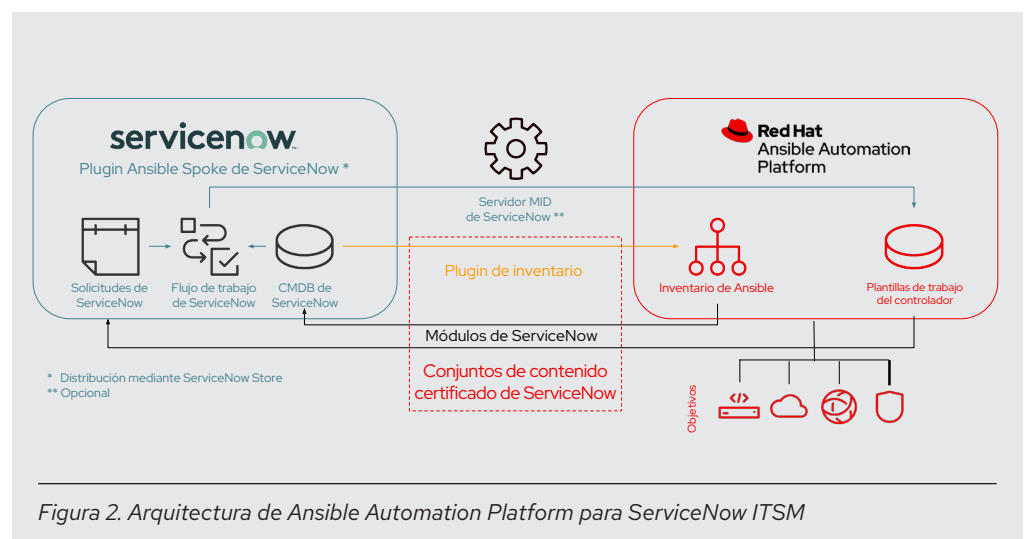 servicenow
Plugin Ansible Spoke de ServiceNow *
Red Hat
Ansible Automation
Platform
Servidor MID
de ServiceNow **
Solicitudes de
ServiceNow
Flujo de trabajo
de ServiceNow
CMDB de
ServiceNow
Plugin de inventario
Inventario de Ansible
Plantillas de trabajo
del controlador
Módulos de ServiceNow
Conjuntos de contenido
certificado de ServiceNow
* Distribución mediante ServiceNow Store
** Opcional
Objetivos
</>
Figura 2. Arquitectura de Ansible Automation Platform para ServiceNow ITSM